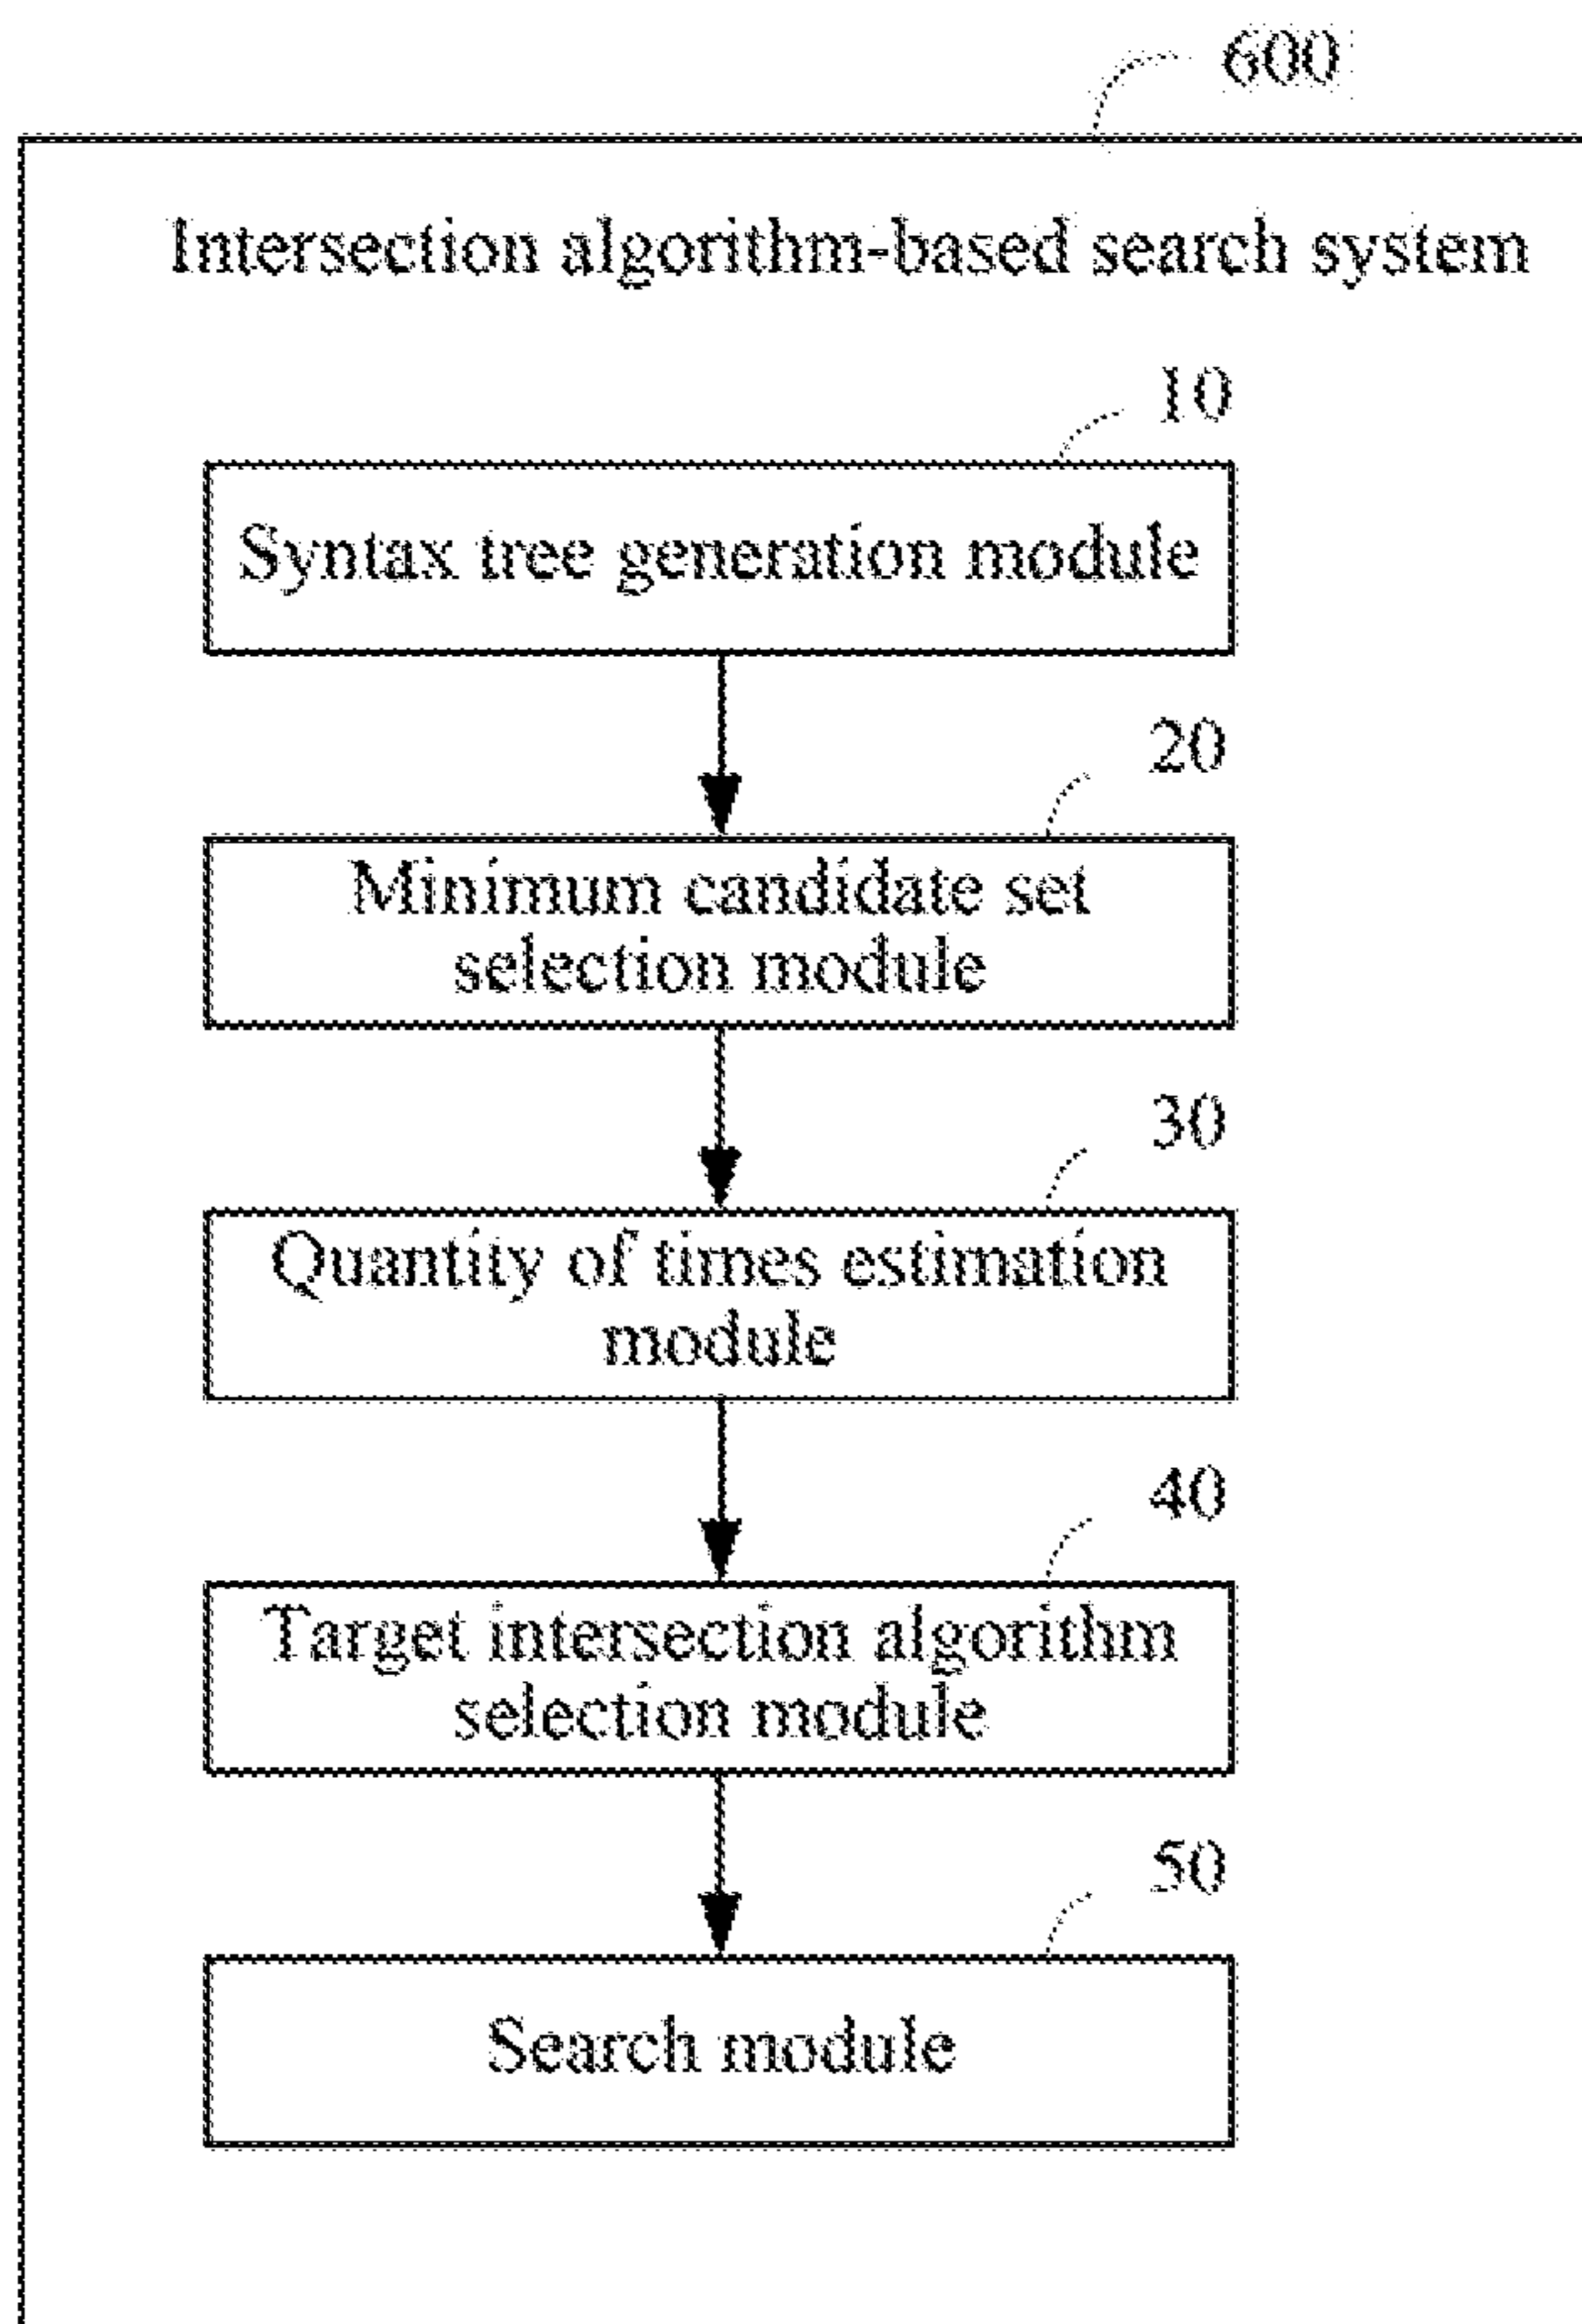 600
Intersection algorithm-based search system
10
Syntax tree generation module
20
Minimum candidate set
selection module
30
Quantity of times estimation
module
40
Target intersection algorithm
selection module
50
Search module